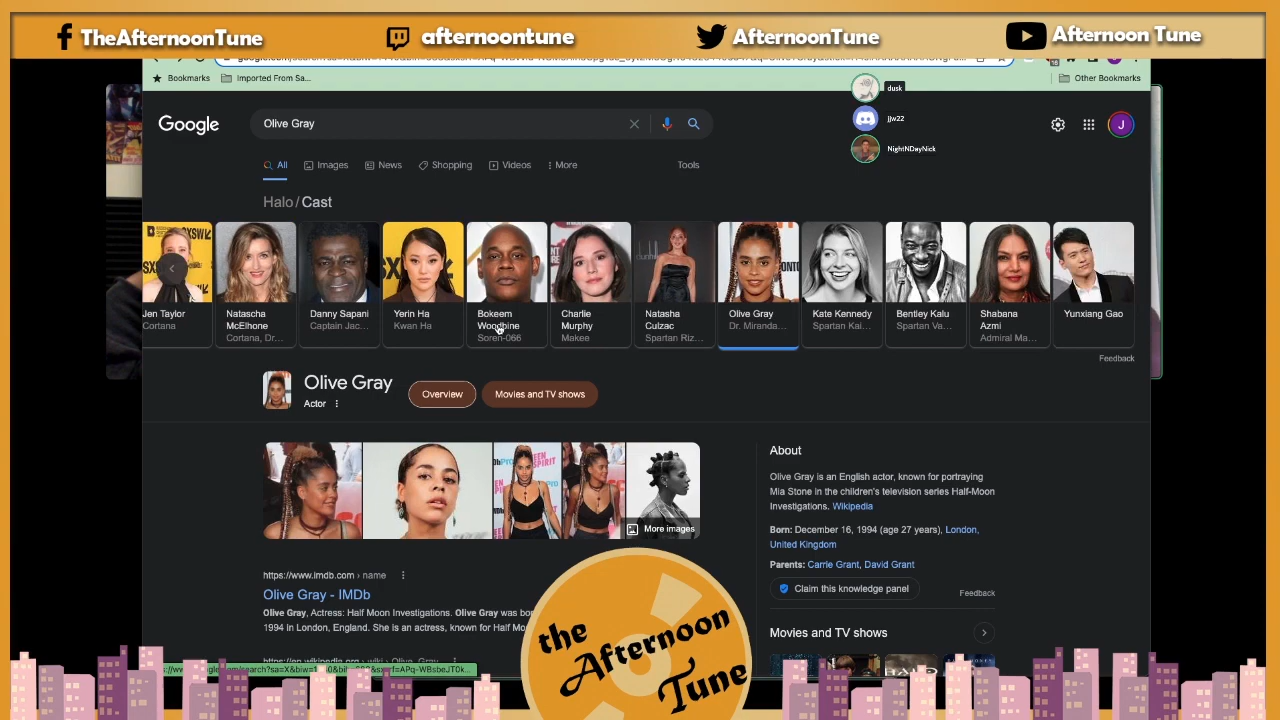 TheAfternoonTune
afternoontune
AfternoonTune
Afternoon Tune
Bookmarks
Imported From Sa...
Other Bookmarks
dusk
jjw22
NightNDayNick
Google
Olive Gray
J
All
Images
News
Shopping
Videos
More
Tools
Halo / Cast
Jen Taylor
Cortana
Natascha
McElhone
Cortana, Dr...
Danny Sapani
Captain Jac...
Yerin Ha
Kwan Ha
Bokeem
Woodbine
Soren-066
Charlie
Murphy
Makee
Natasha
Culzac
Spartan Riz...
Olive Gray
Dr. Miranda...
Kate Kennedy
Spartan Kai...
Bentley Kalu
Spartan Va...
Shabana
Azmi
Admiral Ma...
Yunxiang Gao
Feedback
Olive Gray
Actor
Overview
Movies and TV shows
More images
About
Olive Gray is an English actor, known for portraying
Mia Stone in the children's television series Half-Moon
Investigations. Wikipedia
Born: December 16, 1994 (age 27 years), London,
United Kingdom
Parents: Carrie Grant, David Grant
Claim this knowledge panel
Feedback
https://www.imdb.com › name
Olive Gray - IMDb
Olive Gray, Actress: Half Moon Investigations. Olive Gray was bor
1994 in London, England. She is an actress, known for Half Mo
Movies and TV shows
the
Afternoon
Tune